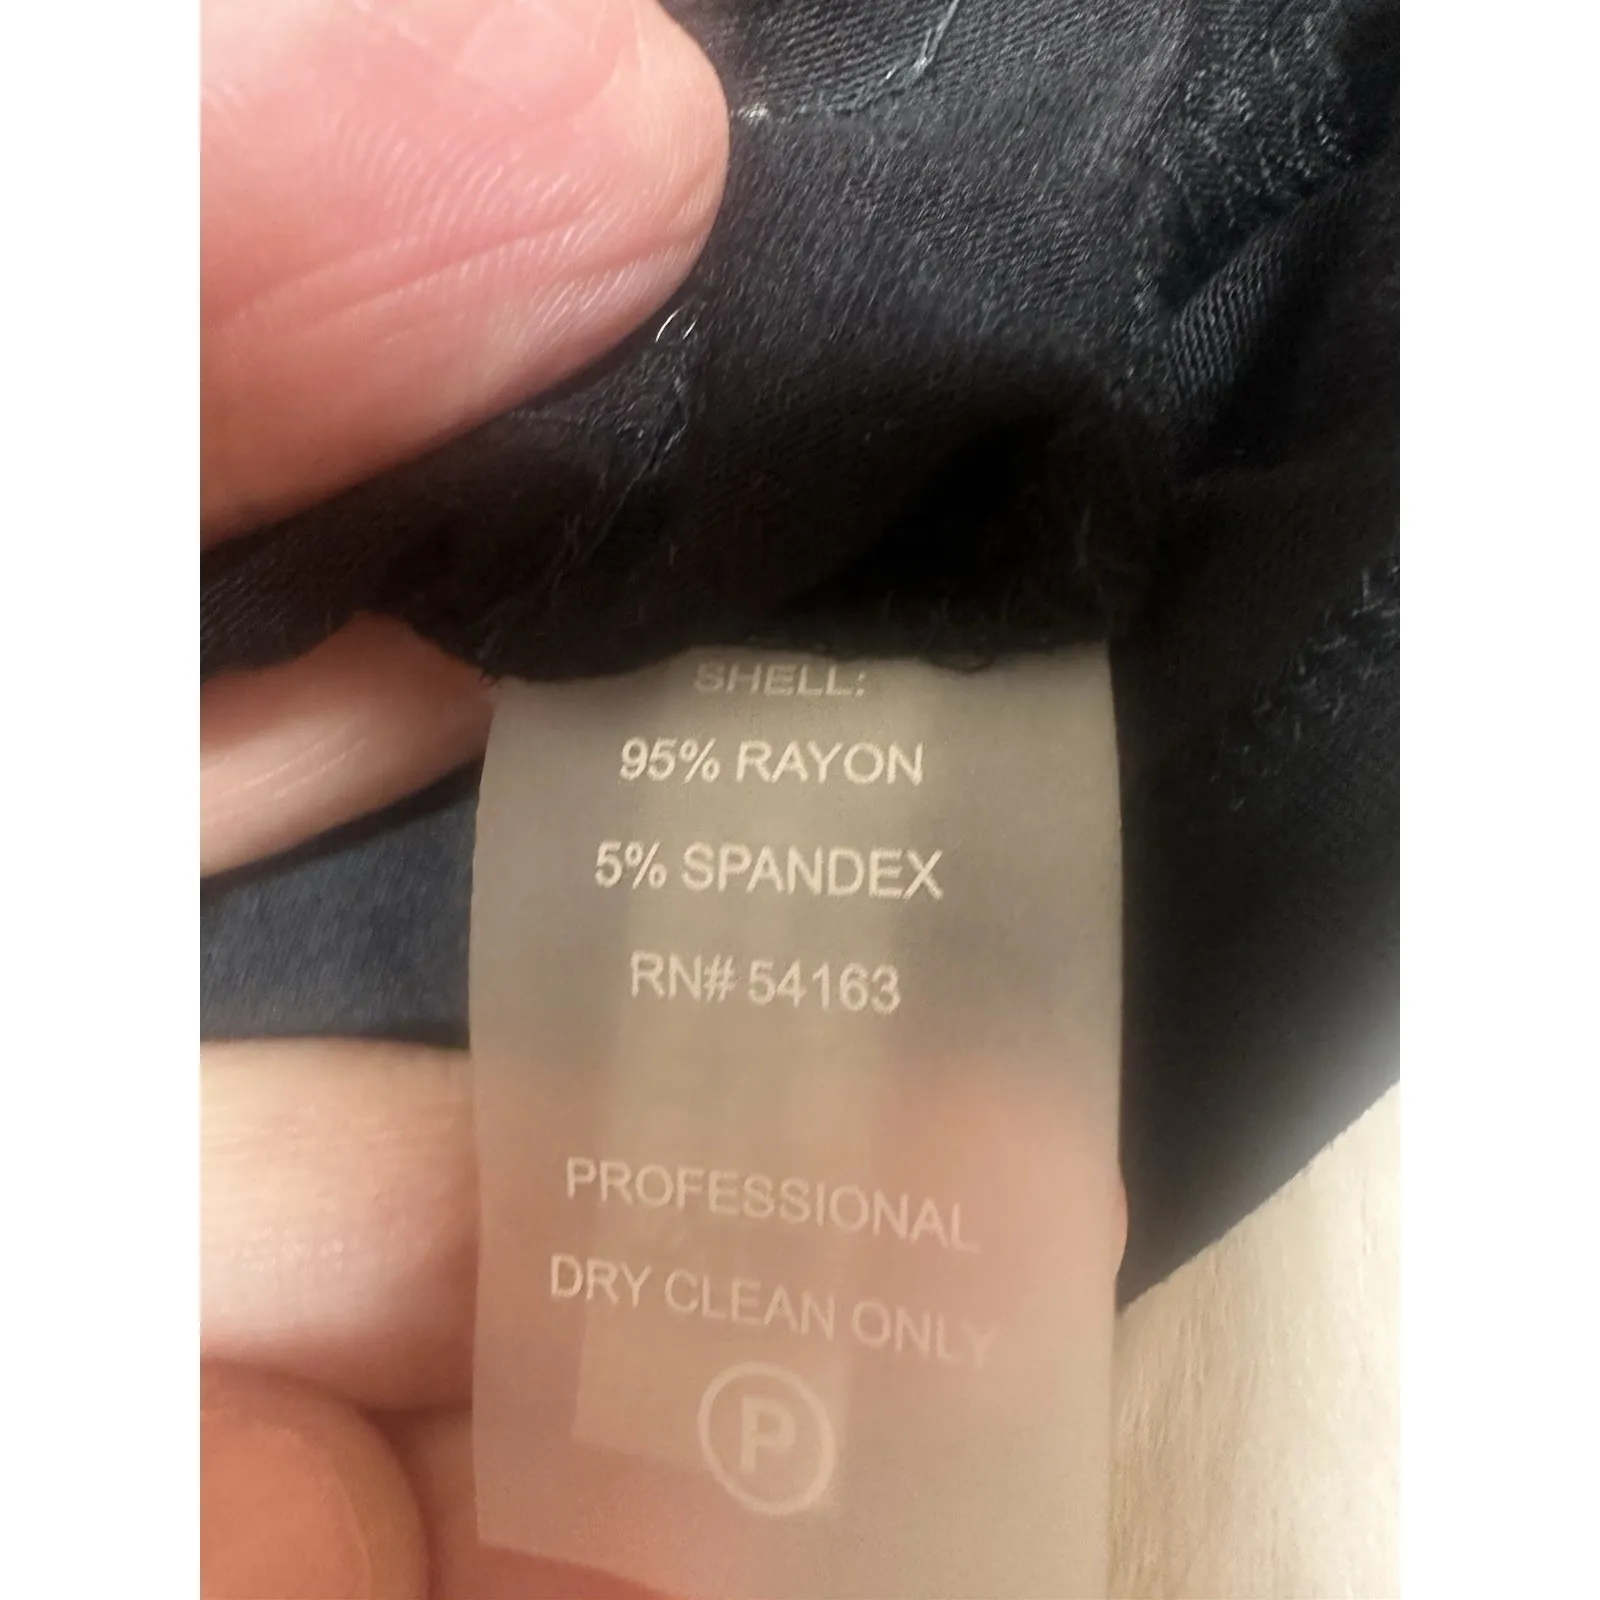 SHELL:
95% RAYON
5% SPANDEX
RN# 54163
PROFESSIONAL
DRY CLEAN ONLY
P